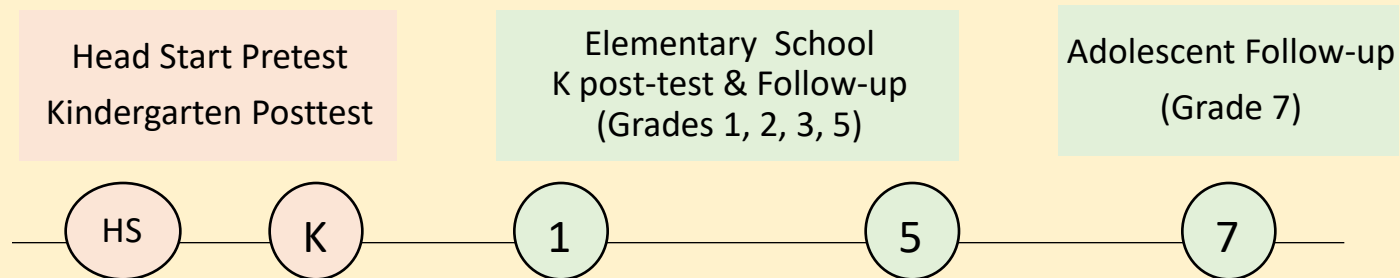 Head Start Pretest
Kindergarten Posttest
Elementary School
K post-test & Follow-up
(Grades 1, 2, 3, 5)
Adolescent Follow-up
(Grade 7)
HS
K
1
5
7